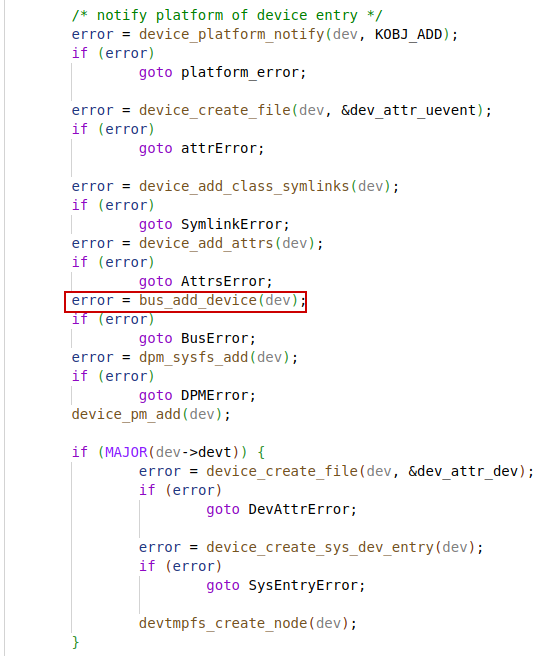 /* notify platform of device entry */
error = device_platform_notify(dev, KOBJ_ADD);
if (error)
goto platform_error;
error = device_create_file(dev, &dev_attr_uevent);
if (error)
goto attrError;
error = device_add_class_symlinks(dev);
if (error)
goto SymlinkError;
error = device_add_attrs(dev);
if (error)
goto AttrsError;
error = bus_add_device(dev);
if (error)
goto BusError;
error = dpm_sysfs_add(dev);
if (error)
goto DPMError;
device_pm_add(dev);
if (MAJOR(dev->devt)) {
error = device_create_file(dev, &dev_attr_dev);
if (error)
goto DevAttrError;
error = device_create_sys_dev_entry(dev);
if (error)
goto SysEntryError;
devtmpfs_create_node(dev);
}